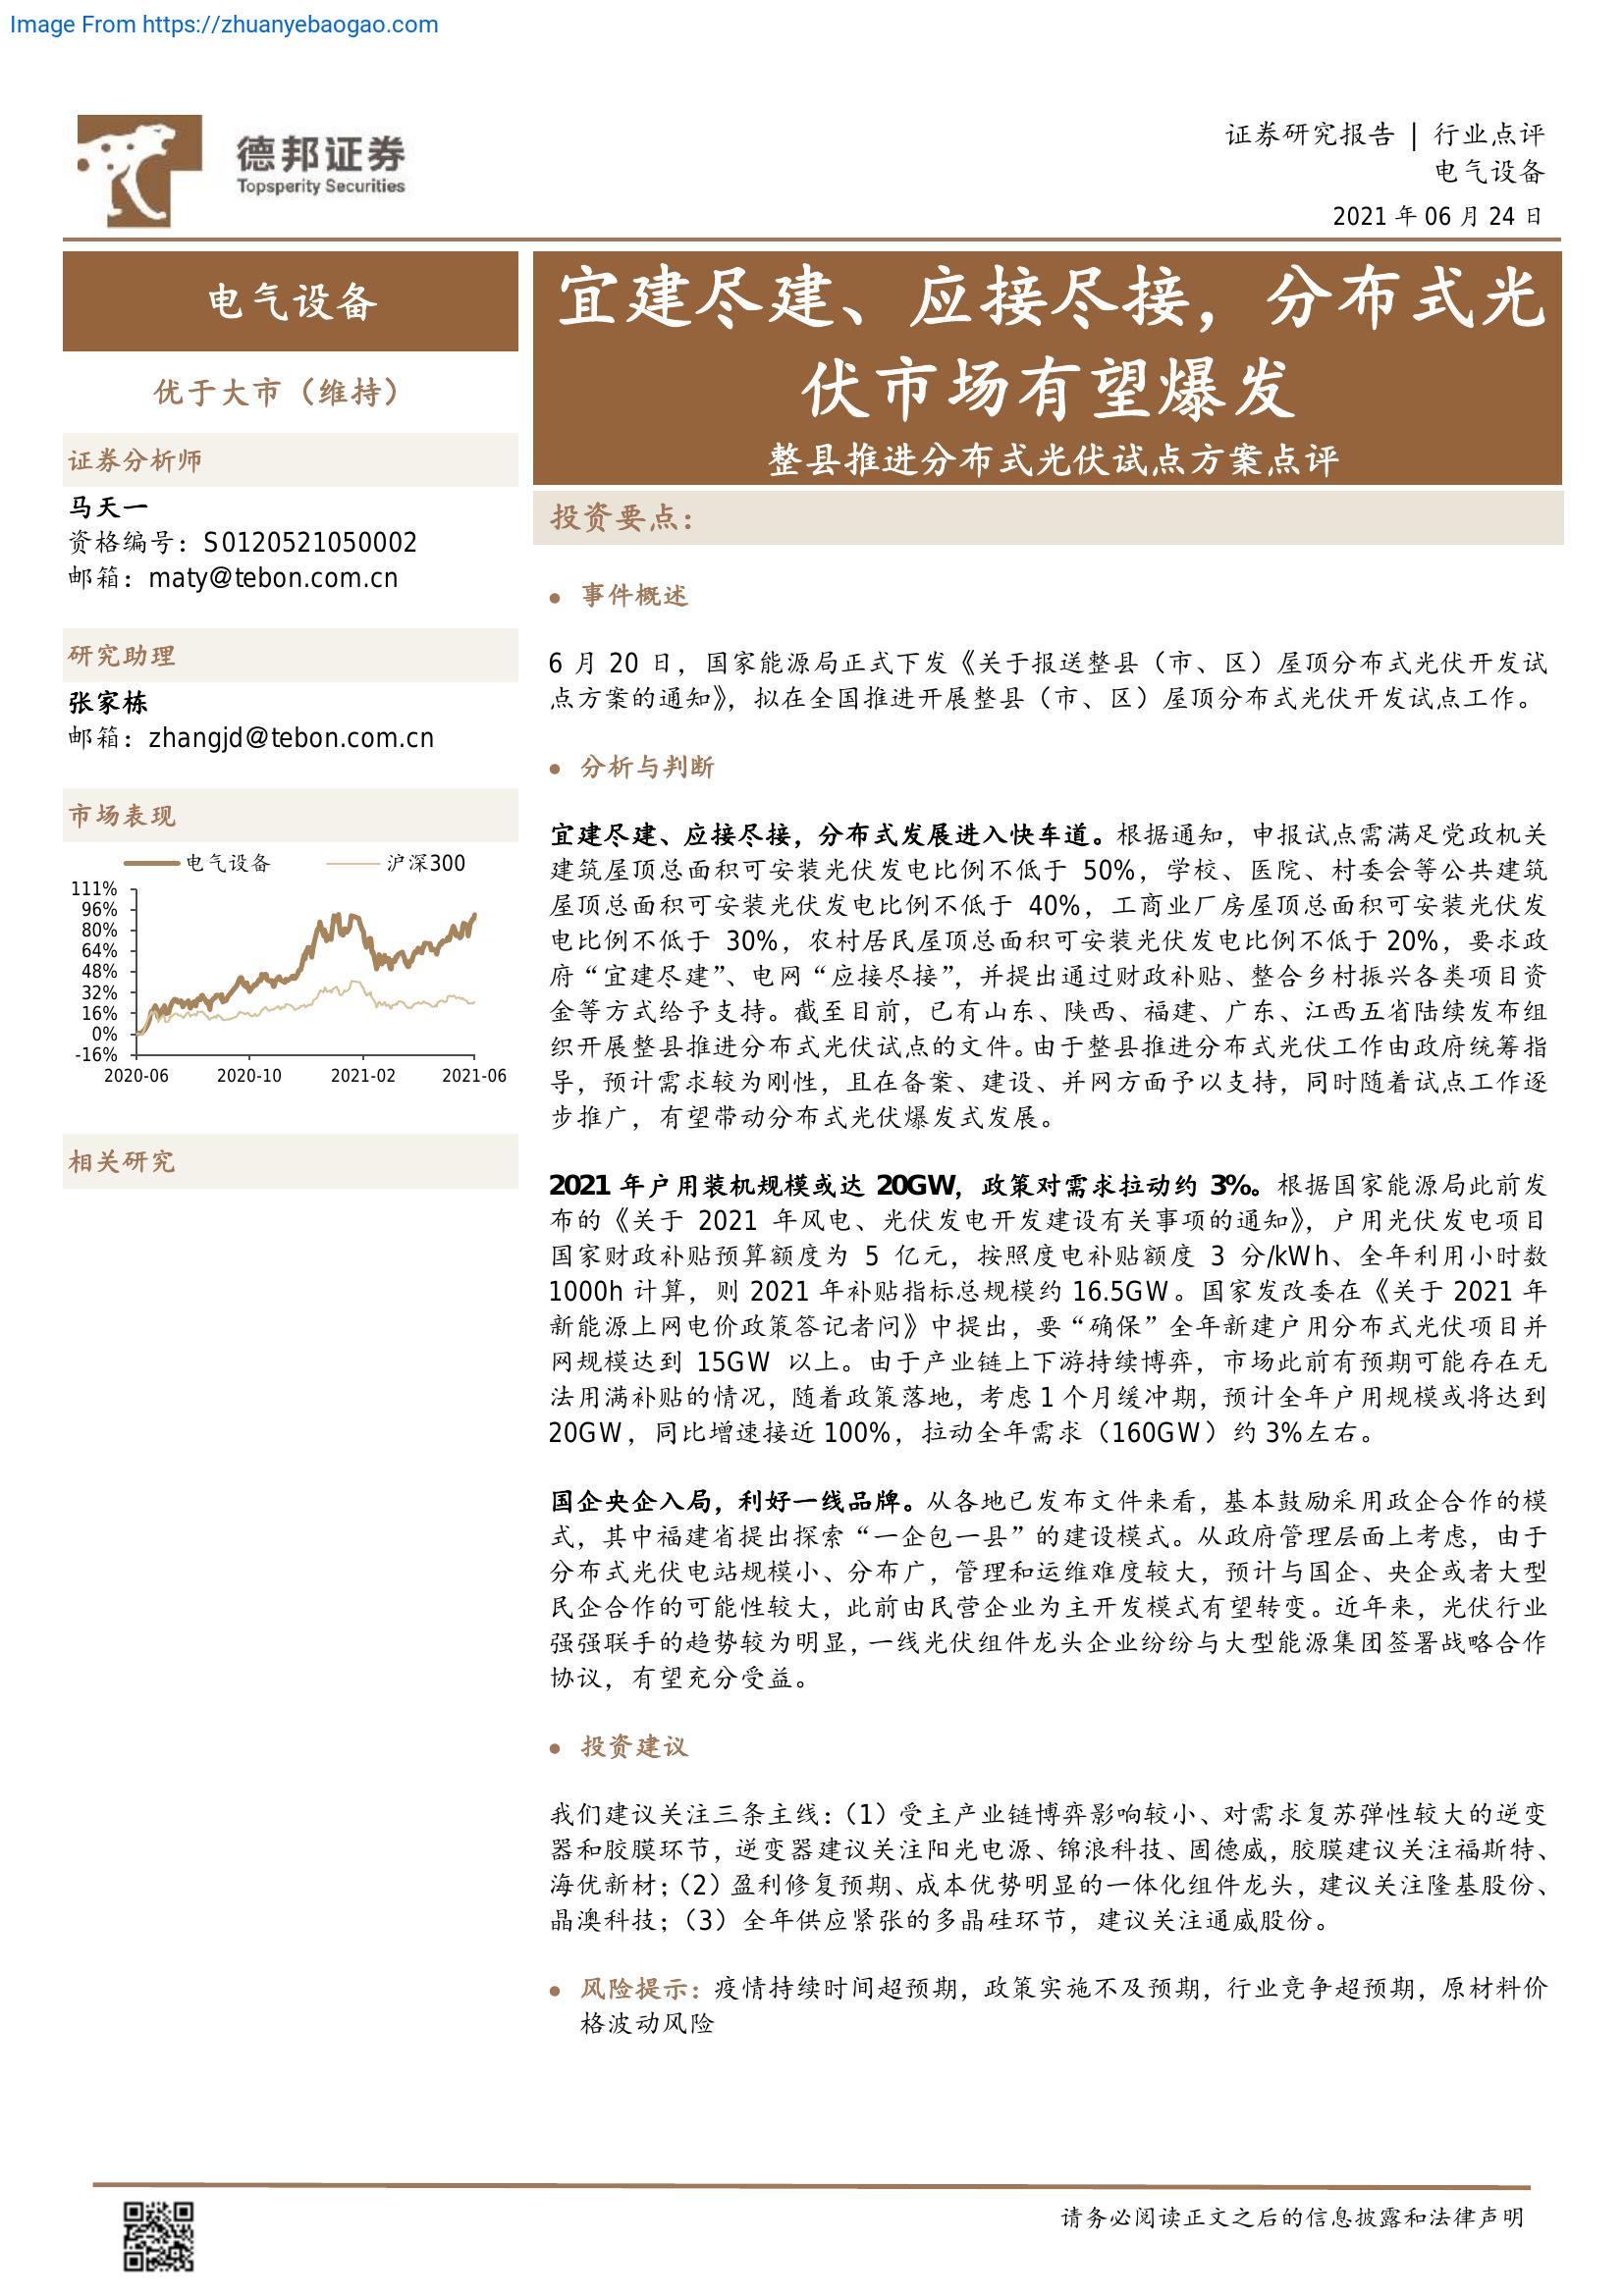 Image From https://zhuanyebaogao.com
德邦证券
Topsperity Securities
证券研究报告 | 行业点评
电气设备
2021 年 06 月 24 日
电气设备
优于大市（维持）
证券分析师
马天一
资格编号：S0120521050002
邮箱：maty@tebon.com.cn
研究助理
张家栋
邮箱：zhangjd@tebon.com.cn
市场表现
电气设备 沪深300
111%
96%
80%
64%
48%
32%
16%
0%
-16%
2020-06 2020-10 2021-02 2021-06
相关研究
宜建尽建、应接尽接，分布式光
伏市场有望爆发
整县推进分布式光伏试点方案点评
投资要点：
● 事件概述
6 月 20 日，国家能源局正式下发《关于报送整县（市、区）屋顶分布式光伏开发试
点方案的通知》，拟在全国推进开展整县（市、区）屋顶分布式光伏开发试点工作。
● 分析与判断
宜建尽建、应接尽接，分布式发展进入快车道。根据通知，申报试点需满足党政机关
建筑屋顶总面积可安装光伏发电比例不低于 50%，学校、医院、村委会等公共建筑
屋顶总面积可安装光伏发电比例不低于 40%，工商业厂房屋顶总面积可安装光伏发
电比例不低于 30%，农村居民屋顶总面积可安装光伏发电比例不低于 20%，要求政
府“宜建尽建”、电网“应接尽接”，并提出通过财政补贴、整合乡村振兴各类项目资
金等方式给予支持。截至目前，已有山东、陕西、福建、广东、江西五省陆续发布组
织开展整县推进分布式光伏试点的文件。由于整县推进分布式光伏工作由政府统筹指
导，预计需求较为刚性，且在备案、建设、并网方面予以支持，同时随着试点工作逐
步推广，有望带动分布式光伏爆发式发展。
2021 年户用装机规模或达 20GW，政策对需求拉动约 3%。根据国家能源局此前发
布的《关于 2021 年风电、光伏发电开发建设有关事项的通知》，户用光伏发电项目
国家财政补贴预算额度为 5 亿元，按照度电补贴额度 3 分/kWh、全年利用小时数
1000h 计算，则 2021 年补贴指标总规模约 16.5GW。国家发改委在《关于 2021 年
新能源上网电价政策答记者问》中提出，要“确保”全年新建户用分布式光伏项目并
网规模达到 15GW 以上。由于产业链上下游持续博弈，市场此前有预期可能存在无
法用满补贴的情况，随着政策落地，考虑 1 个月缓冲期，预计全年户用规模或将达到
20GW，同比增速接近 100%，拉动全年需求（160GW）约 3%左右。
国企央企入局，利好一线品牌。从各地已发布文件来看，基本鼓励采用政企合作的模
式，其中福建省提出探索“一企包一县”的建设模式。从政府管理层面上考虑，由于
分布式光伏电站规模小、分布广，管理和运维难度较大，预计与国企、央企或者大型
民企合作的可能性较大，此前由民营企业为主开发模式有望转变。近年来，光伏行业
强强联手的趋势较为明显，一线光伏组件龙头企业纷纷与大型能源集团签署战略合作
协议，有望充分受益。
● 投资建议
我们建议关注三条主线：（1）受主产业链博弈影响较小、对需求复苏弹性较大的逆变
器和胶膜环节，逆变器建议关注阳光电源、锦浪科技、固德威，胶膜建议关注福斯特、
海优新材；（2）盈利修复预期、成本优势明显的一体化组件龙头，建议关注隆基股份、
晶澳科技；（3）全年供应紧张的多晶硅环节，建议关注通威股份。
● 风险提示：疫情持续时间超预期，政策实施不及预期，行业竞争超预期，原材料价
格波动风险
请务必阅读正文之后的信息披露和法律声明